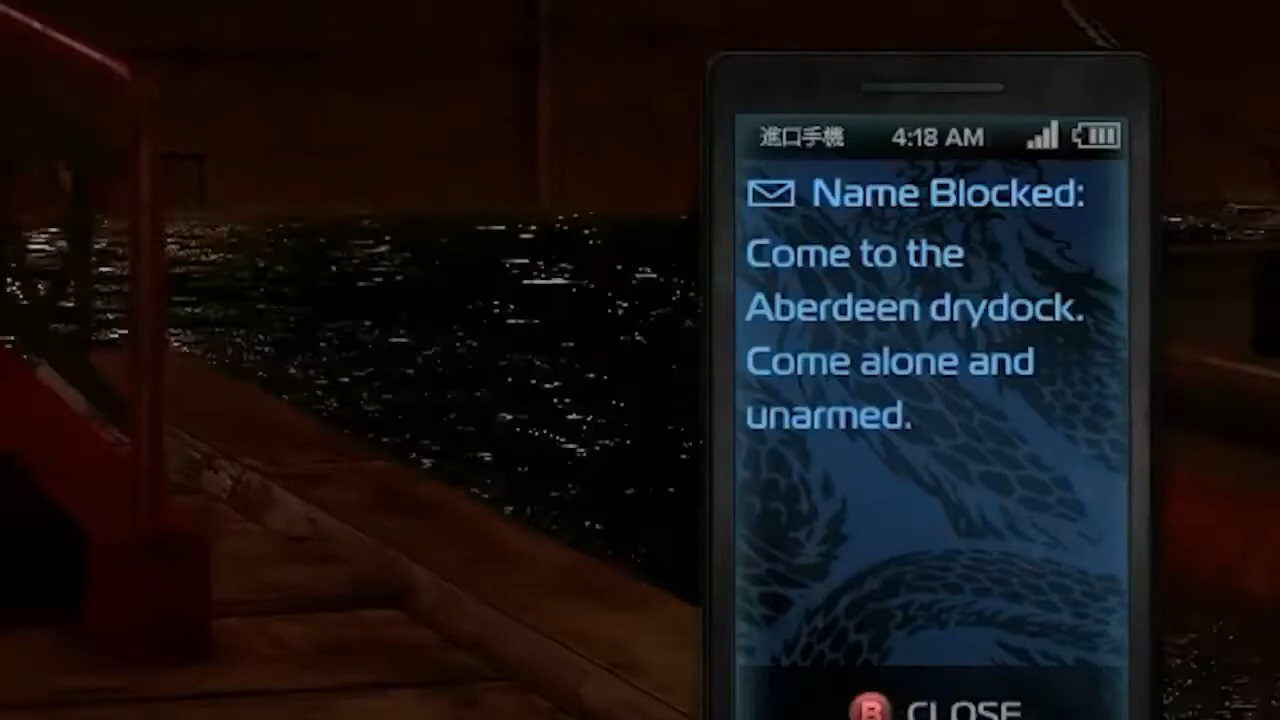 進口手機 4:18 AM
Name Blocked:
Come to the
Aberdeen drydock.
Come alone and
unarmed.
B CLOSE